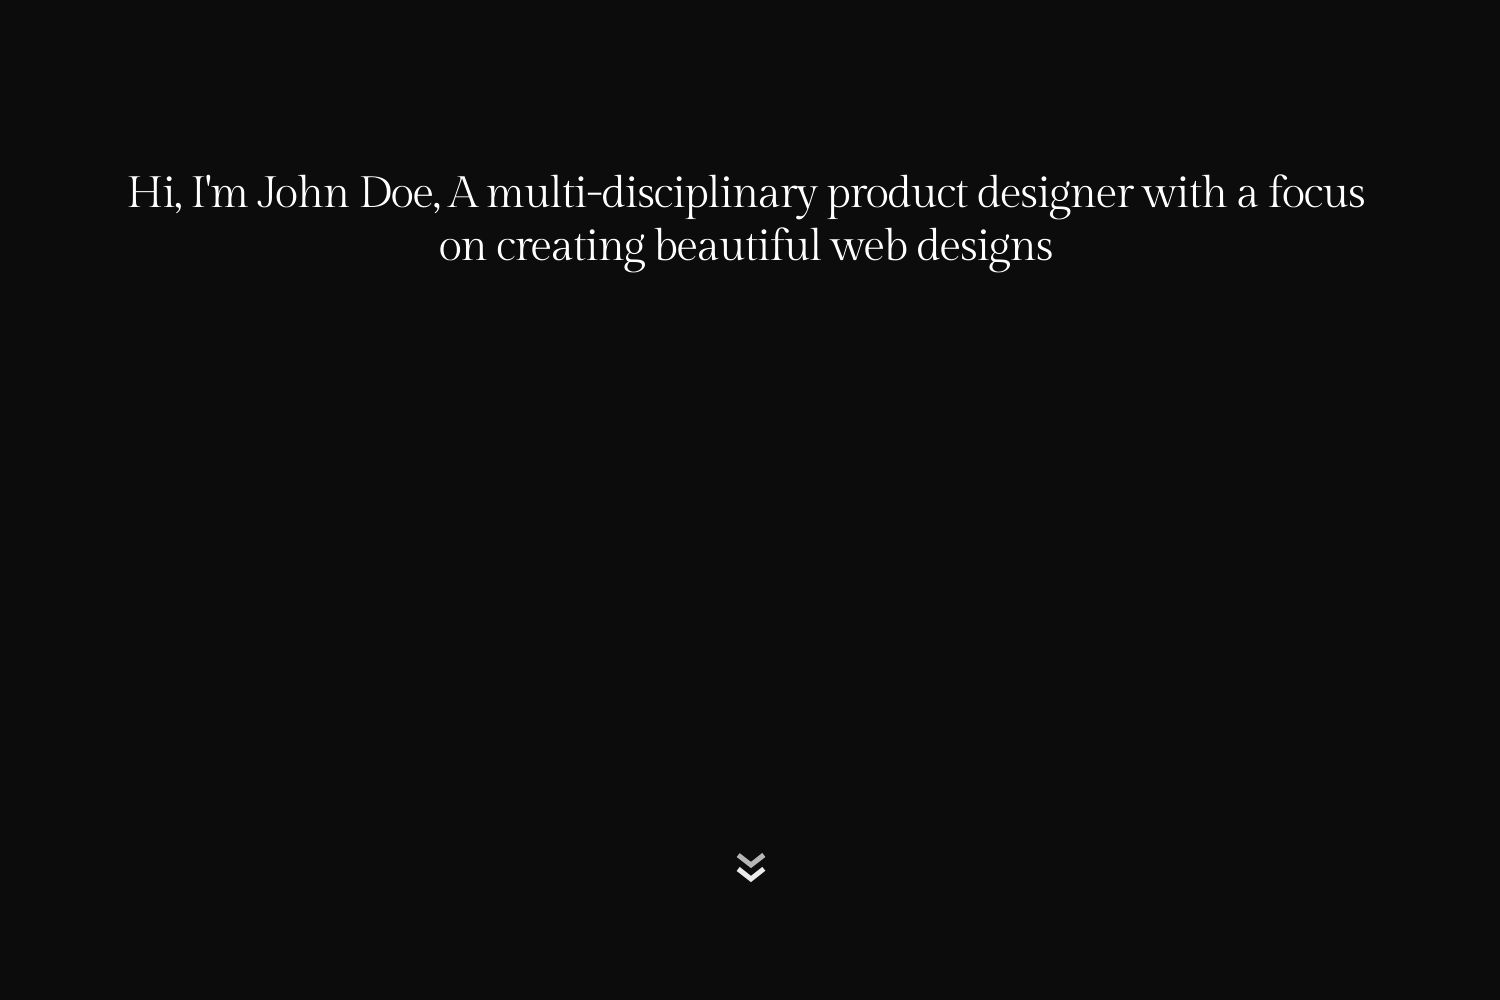 Hi, I'm John Doe, A multi-disciplinary product designer with a focus
on creating beautiful web designs